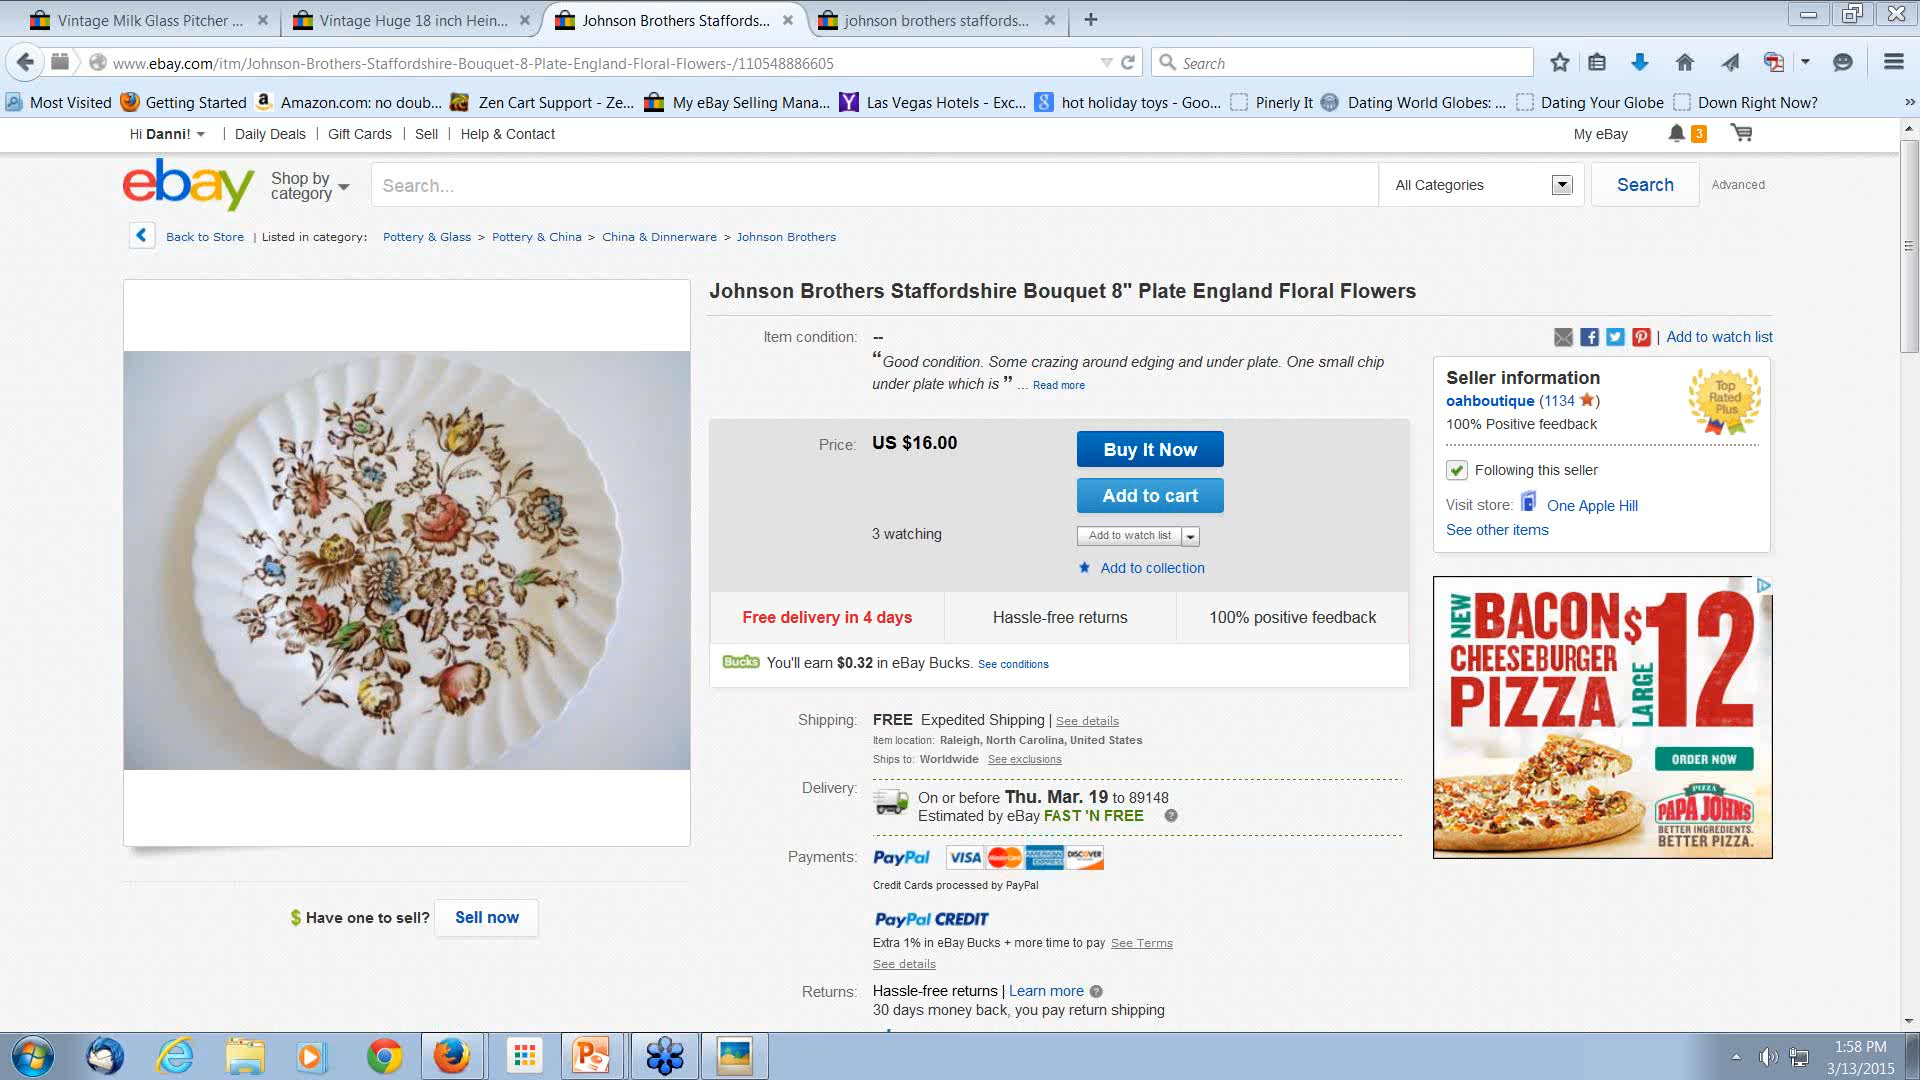 Vintage Milk Glass Pitcher ...
Vintage Huge 18 inch Hein...
Johnson Brothers Staffords...
johnson brothers staffords...
www.ebay.com/itm/Johnson-Brothers-Staffordshire-Bouquet-8-Plate-England-Floral-Flowers-/110548886605
Search
Most Visited
Getting Started
Amazon.com: no doub...
Zen Cart Support - Ze...
My eBay Selling Mana...
Las Vegas Hotels - Exc...
hot holiday toys - Goo...
Pinerly It
Dating World Globes: ...
Dating Your Globe
Down Right Now?
Hi Danni! | Daily Deals | Gift Cards | Sell | Help & Contact
My eBay
3
ebay
Shop by category
Search...
All Categories
Search
Advanced
Back to Store | Listed in category: Pottery & Glass > Pottery & China > China & Dinnerware > Johnson Brothers
Johnson Brothers Staffordshire Bouquet 8" Plate England Floral Flowers
Item condition: --
“Good condition. Some crazing around edging and under plate. One small chip
under plate which is ” ... Read more
Price: US $16.00
Buy It Now
Add to cart
3 watching
Add to watch list
Add to collection
Free delivery in 4 days
Hassle-free returns
100% positive feedback
Bucks You'll earn $0.32 in eBay Bucks. See conditions
Shipping: FREE Expedited Shipping | See details
Item location: Raleigh, North Carolina, United States
Ships to: Worldwide See exclusions
Delivery: On or before Thu. Mar. 19 to 89148
Estimated by eBay FAST 'N FREE
Payments: PayPal VISA MasterCard AMERICAN EXPRESS DISCOVER
Credit Cards processed by PayPal
PayPal CREDIT
Extra 1% in eBay Bucks + more time to pay See Terms
See details
Returns: Hassle-free returns | Learn more
30 days money back, you pay return shipping
$ Have one to sell? Sell now
| Add to watch list
Seller information
oahboutique (1134)
100% Positive feedback
Top Rated Plus
Following this seller
Visit store: One Apple Hill
See other items
NEW BACON CHEESEBURGER PIZZA
LARGE $12
ORDER NOW
PIZZA
PAPA JOHNS
BETTER INGREDIENTS.
BETTER PIZZA.
1:58 PM
3/13/2015